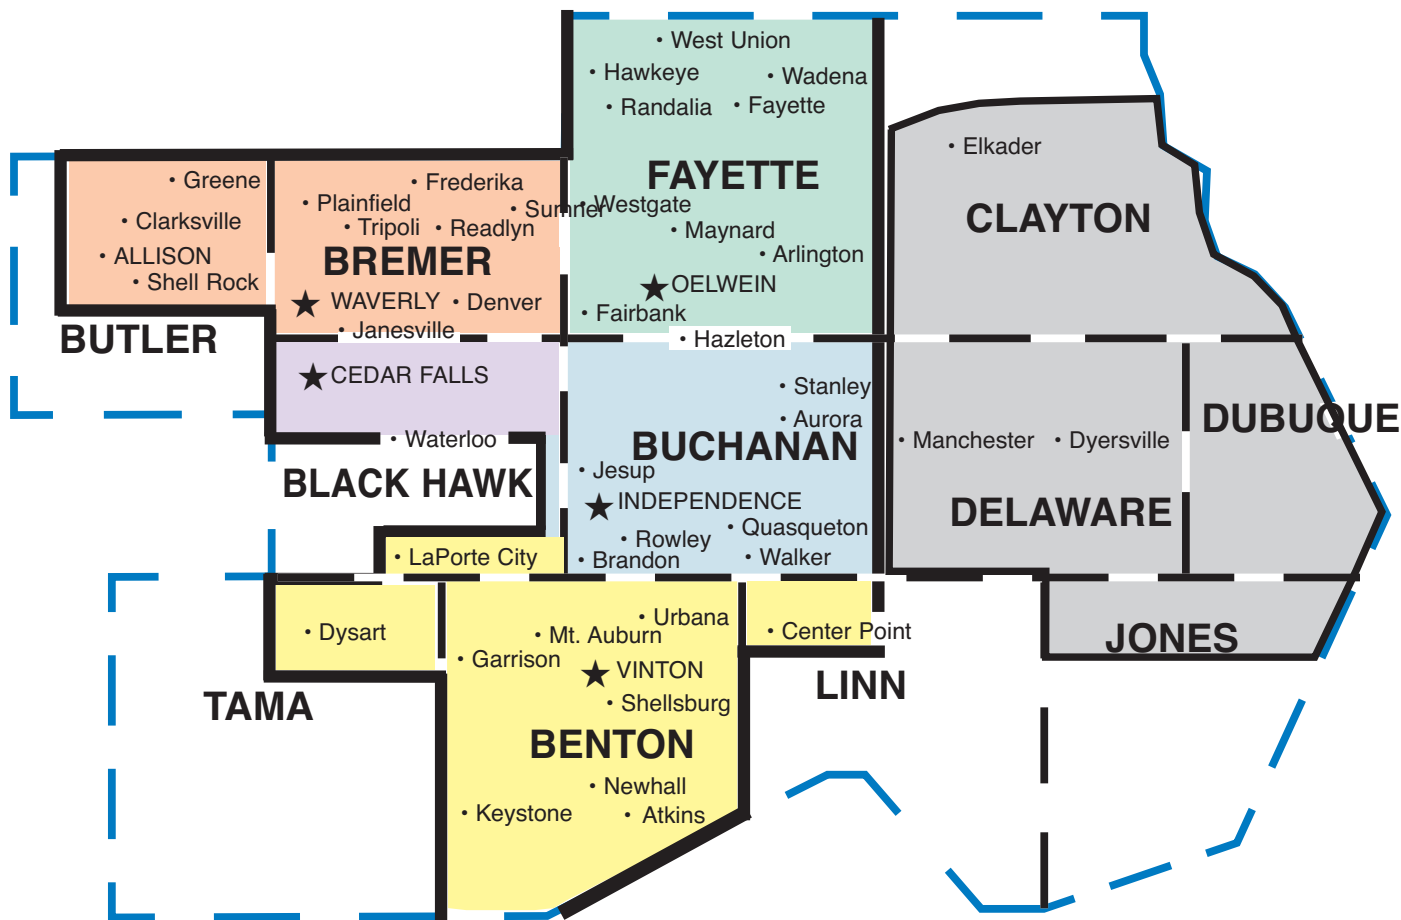 • West Union
• Hawkeye
• Wadena
• Randalia
• Fayette
• Elkader
FAYETTE
• Greene
• Frederika
• Plainfield
• Sumner
• Westgate
• Clarksville
• Tripoli
• Readlyn
• Maynard
CLAYTON
• ALLISON
BREMER
• Arlington
• Shell Rock
★ OELWEIN
★ WAVERLY
• Denver
• Fairbank
• Janesville
BUTLER
• Hazleton
★ CEDAR FALLS
• Stanley
• Aurora
DUBUQUE
• Waterloo
BUCHANAN
• Manchester
• Dyersville
• Jesup
BLACK HAWK
★ INDEPENDENCE
DELAWARE
• Quasqueton
• Rowley
• LaPorte City
• Brandon
• Walker
• Urbana
• Dysart
• Mt. Auburn
• Center Point
JONES
• Garrison
★ VINTON
LINN
TAMA
• Shellsburg
BENTON
• Newhall
• Keystone
• Atkins